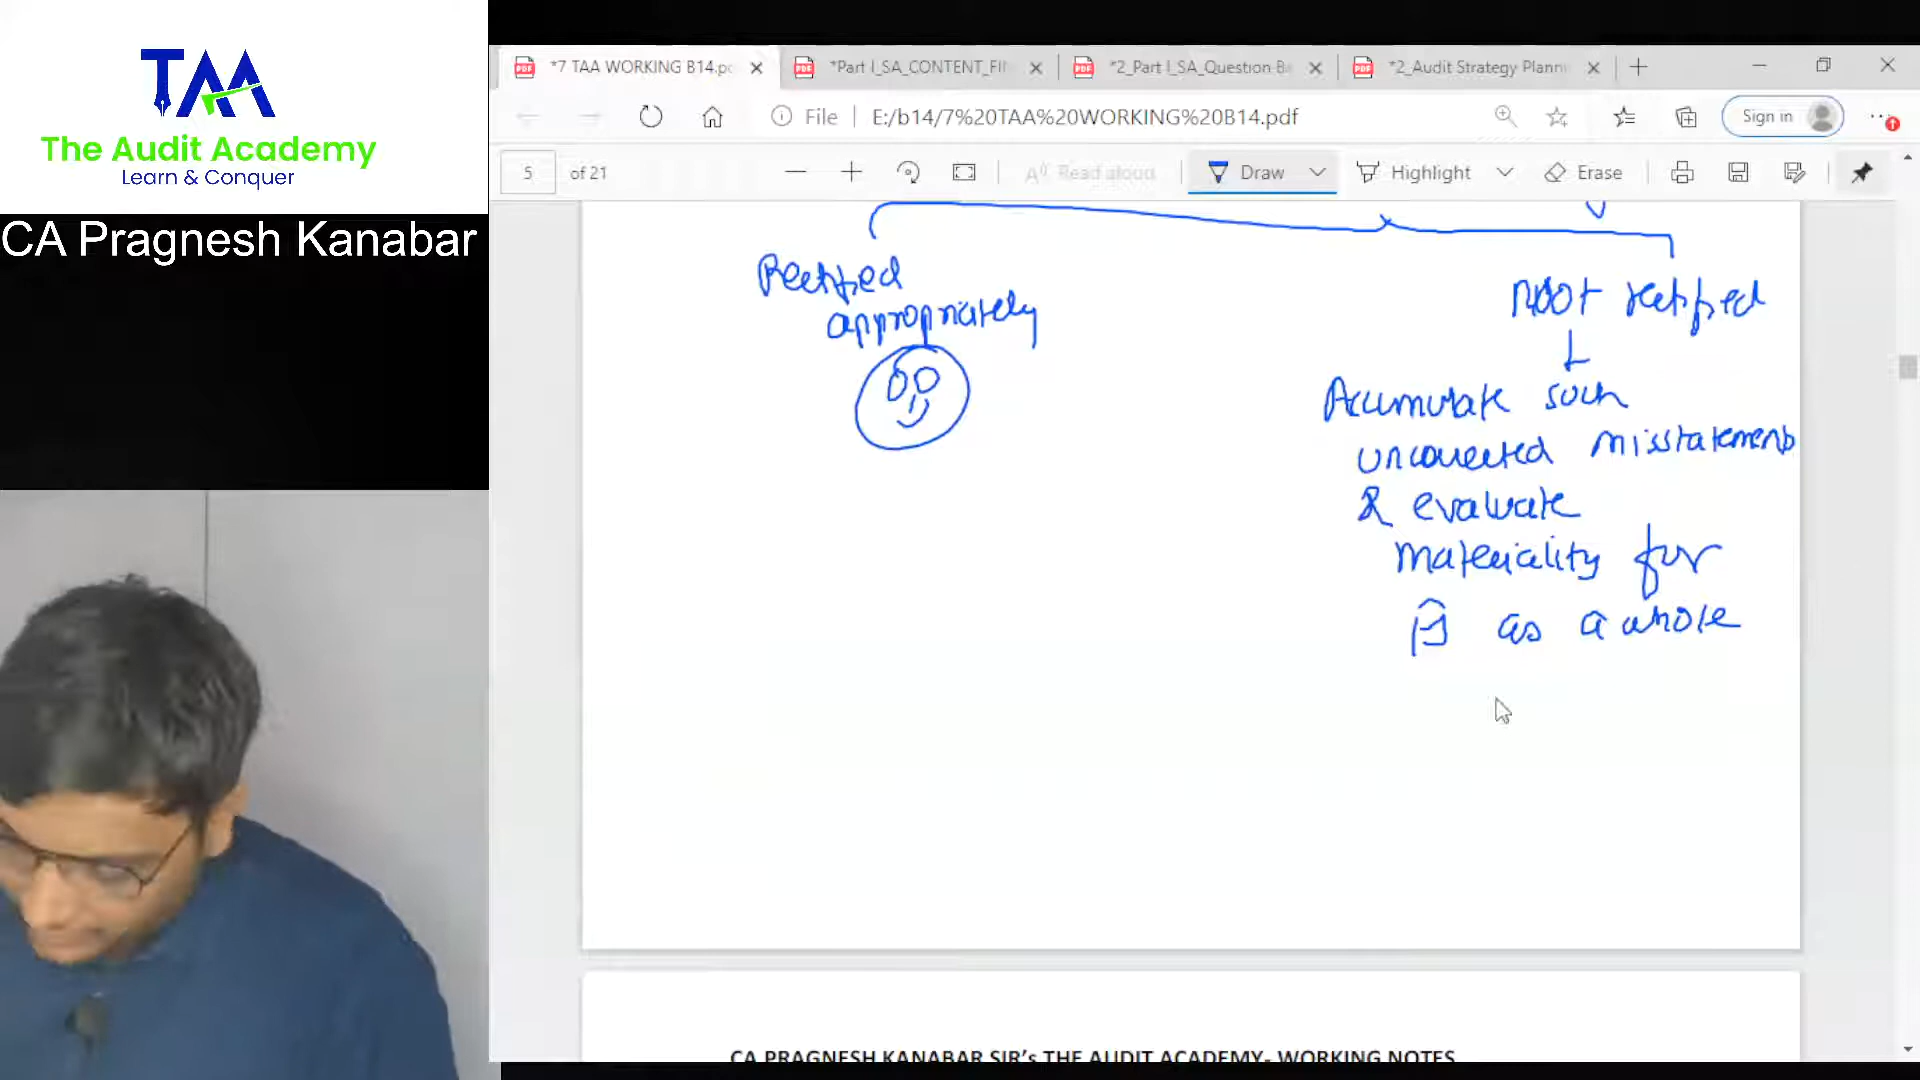 TAA
The Audit Academy
Learn & Conquer
CA Pragnesh Kanabar
*7 TAA WORKING B14.pc
*Part I_SA_CONTENT_FII
*2_Part I_SA_Question Ba
*2_Audit Strategy Plann
File
E:/b14/7%20TAA%20WORKING%20B14.pdf
Sign in
5 of 21
Read aloud
Draw
Highlight
Erase
Rectified
appropriately
Not rectified
Accumulate such
uncorrected misstatements
& evaluate
materiality for
FS as a whole
CA PRAGNESH KANABAR SIR's THE AUDIT ACADEMY- WORKING NOTES